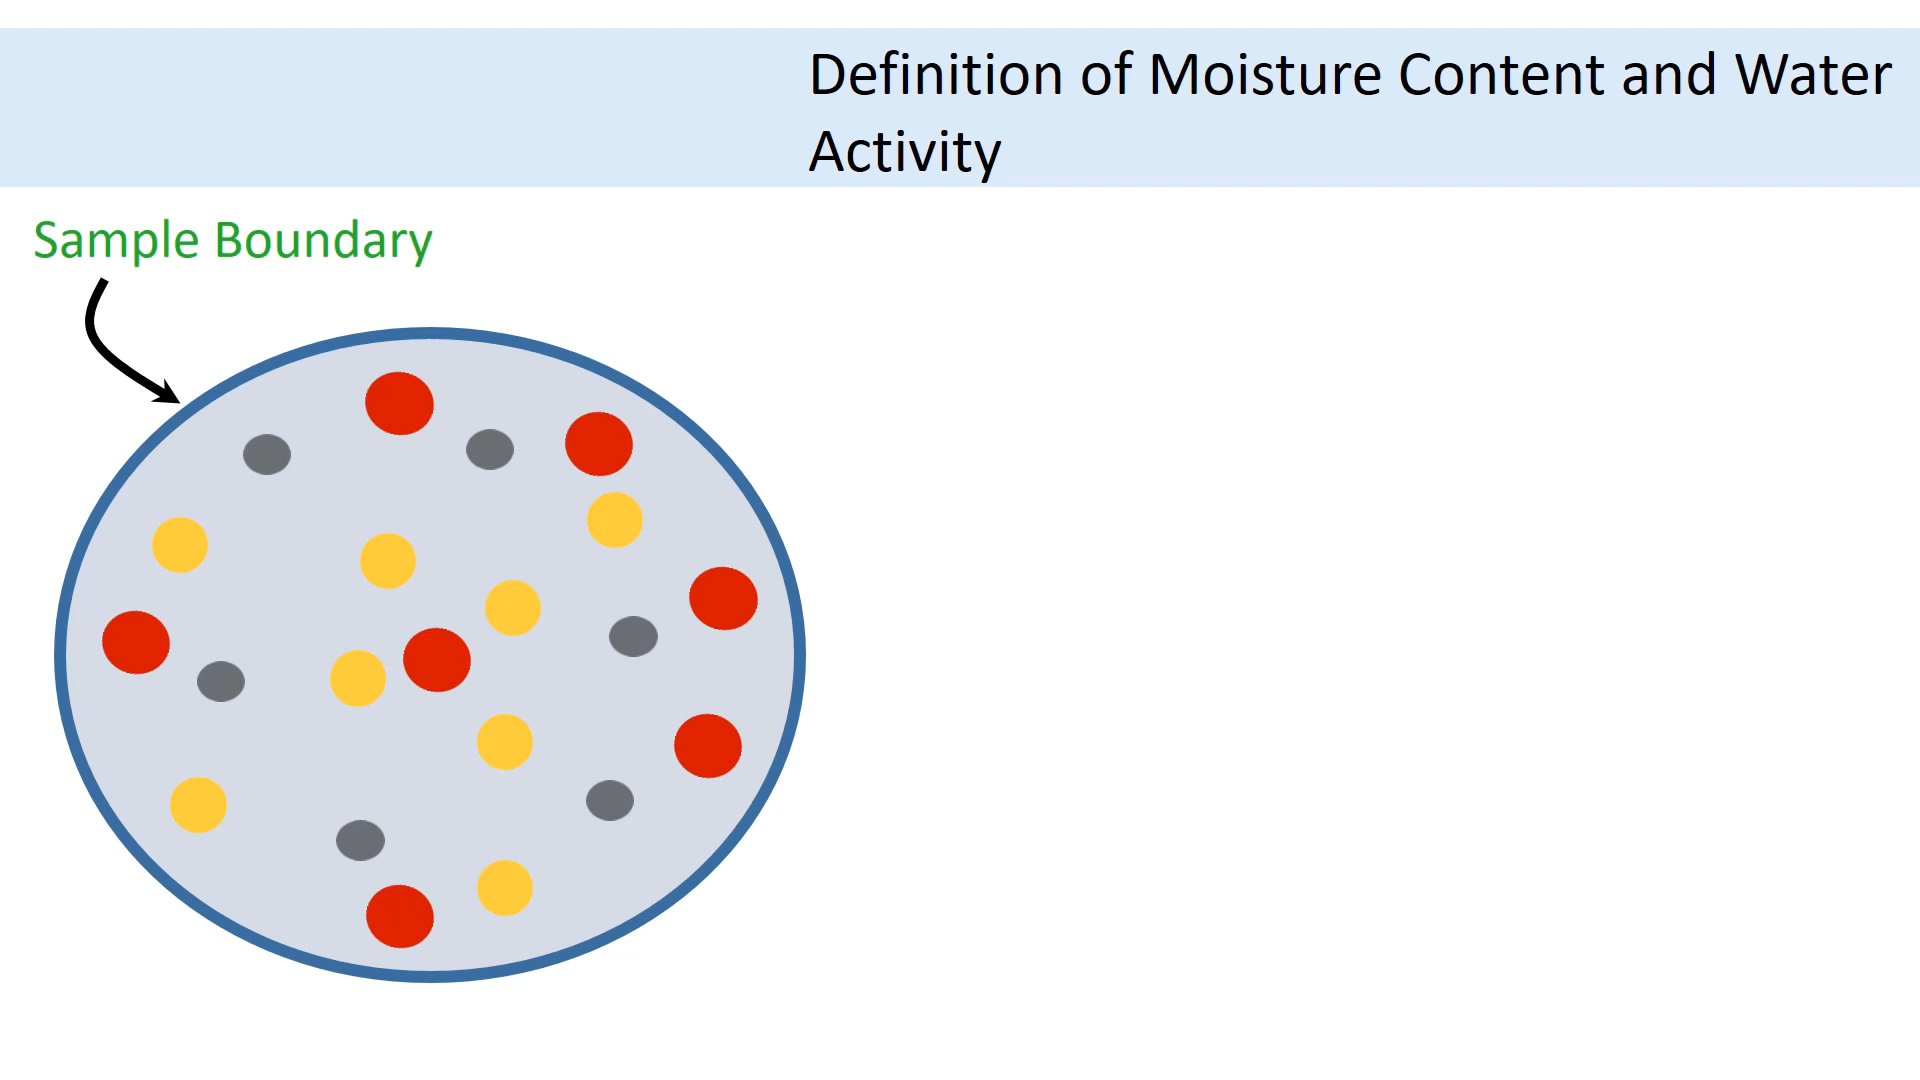 Definition of Moisture Content and Water
Activity
Sample Boundary